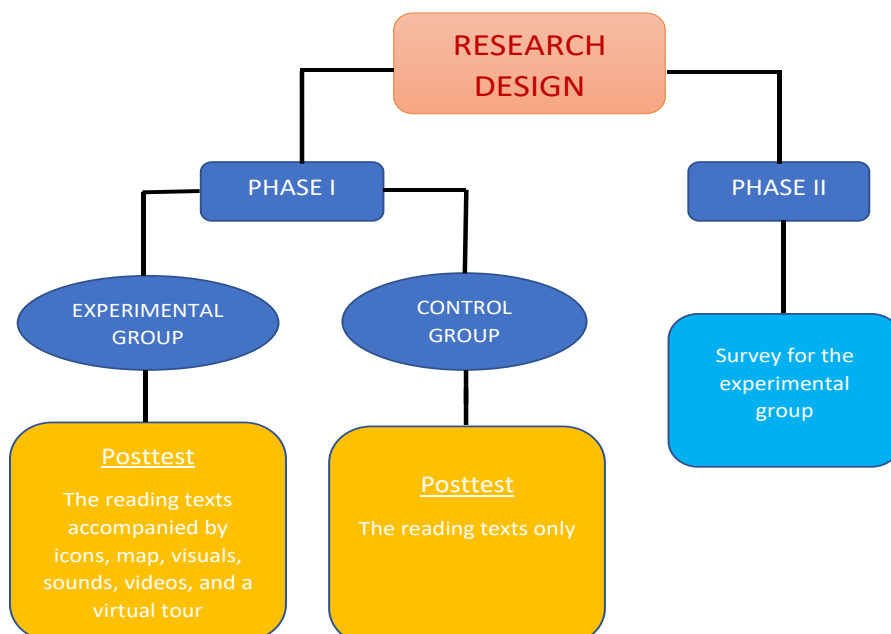 RESEARCH
DESIGN
PHASE I
PHASE II
EXPERIMENTAL
GROUP
CONTROL
GROUP
Survey for the
experimental
group
Posttest
The reading texts
accompanied by
icons, map, visuals,
sounds, videos, and a
virtual tour
Posttest
The reading texts only